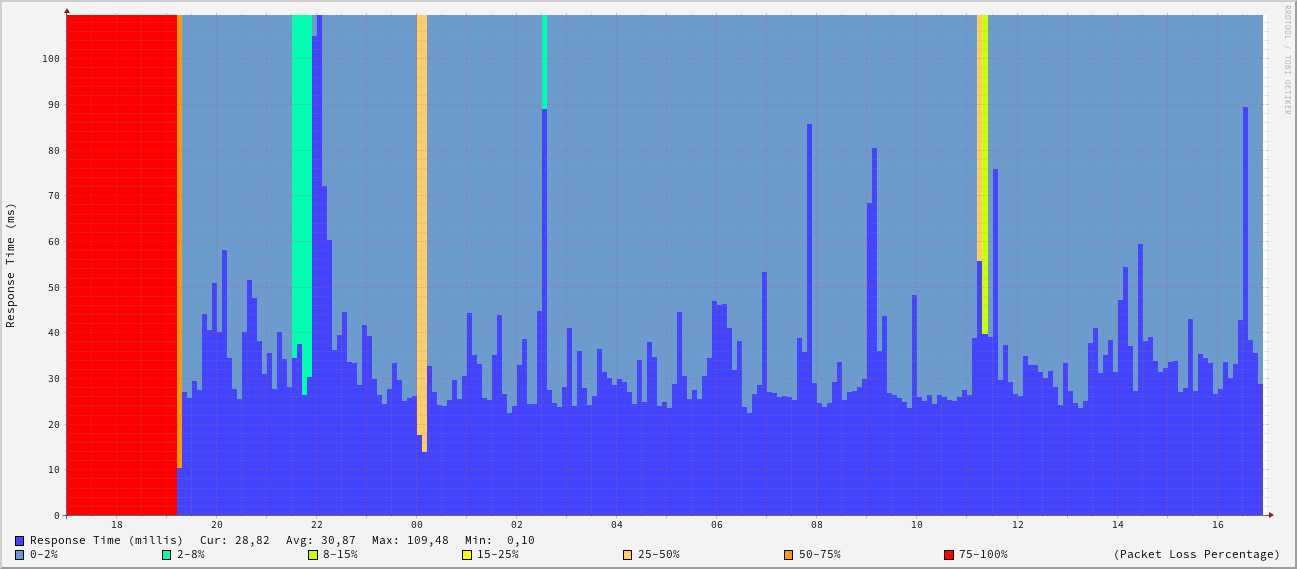 RRDTOOL / TOBI OETIKER
Response Time (ms)
100
90
80
70
60
50
40
30
20
10
0
18 20 22 00 02 04 06 08 10 12 14 16
Response Time (millis) Cur: 28,82 Avg: 30,87 Max: 109,48 Min: 0,10
0-2% 2-8% 8-15% 15-25% 25-50% 50-75% 75-100% (Packet Loss Percentage)